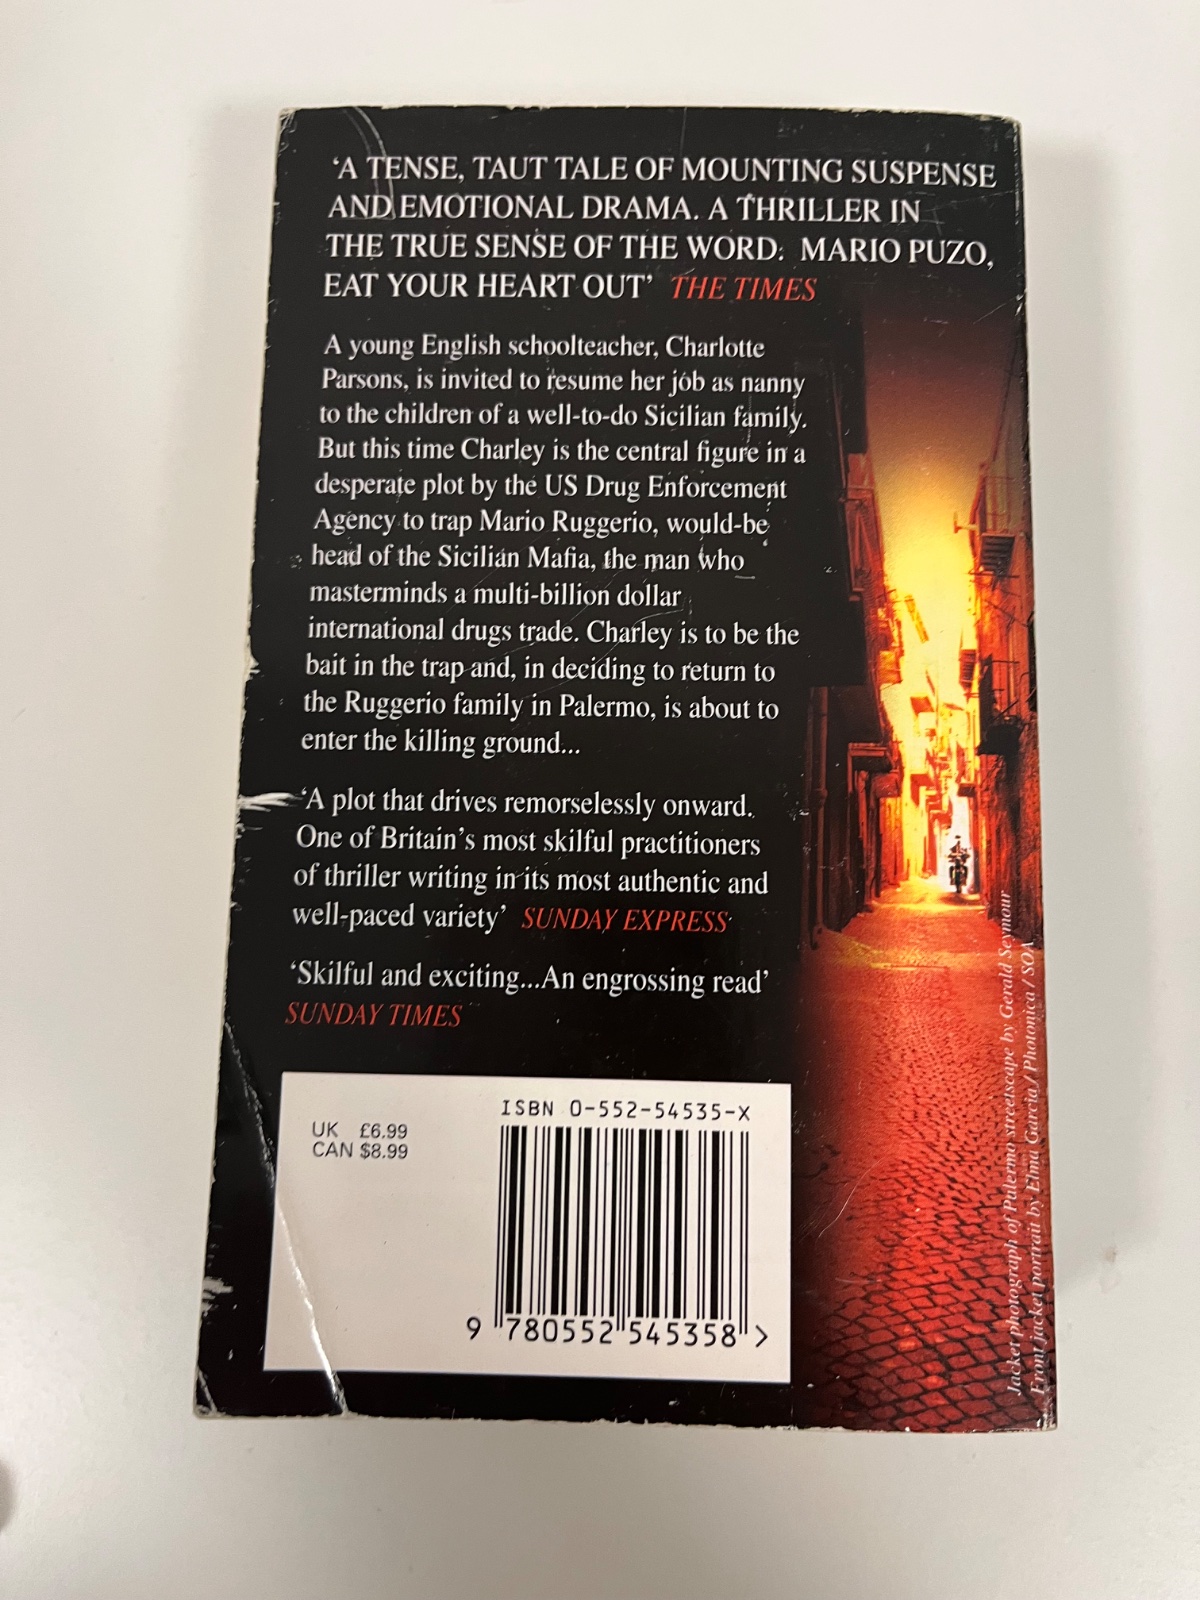 ‘A TENSE, TAUT TALE OF MOUNTING SUSPENSE
AND EMOTIONAL DRAMA. A THRILLER IN
THE TRUE SENSE OF THE WORD. MARIO PUZO,
EAT YOUR HEART OUT’ THE TIMES
A young English schoolteacher, Charlotte
Parsons, is invited to resume her job as nanny
to the children of a well-to-do Sicilian family.
But this time Charley is the central figure in a
desperate plot by the US Drug Enforcement
Agency to trap Mario Ruggerio, would-be
head of the Sicilian Mafia, the man who
masterminds a multi-billion dollar
international drugs trade. Charley is to be the
bait in the trap and, in deciding to return to
the Ruggerio family in Palermo, is about to
enter the killing ground...
‘A plot that drives remorselessly onward.
One of Britain’s most skilful practitioners
of thriller writing in its most authentic and
well-paced variety’ SUNDAY EXPRESS
‘Skilful and exciting...An engrossing read’
SUNDAY TIMES
ISBN 0-552-54535-X
UK £6.99
CAN $8.99
9 780552 545358 >
Jacket photograph of Palermo streetscape by Gerald Seymour
Front jacket portrait by Elma Garcia / Photonica / SOA